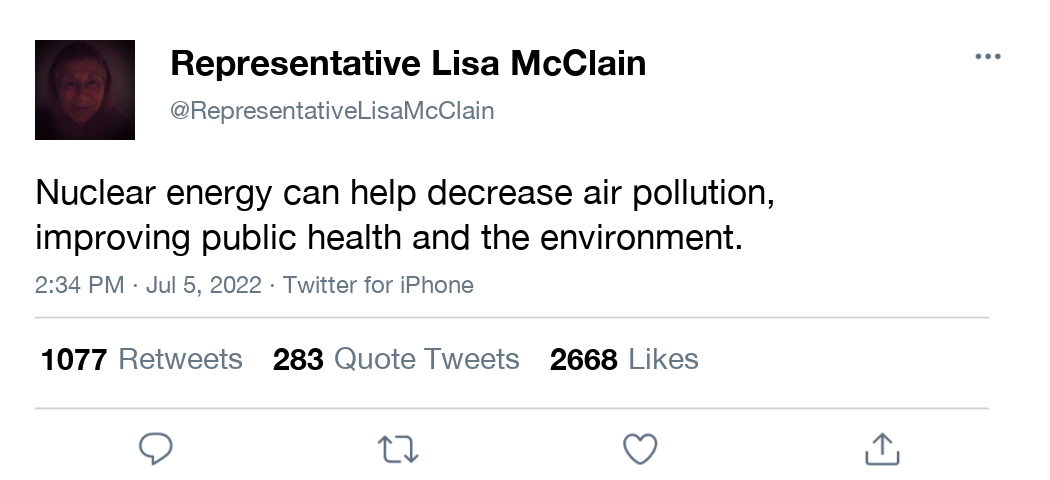 Representative Lisa McClain
@RepresentativeLisaMcClain
Nuclear energy can help decrease air pollution,
improving public health and the environment.
2:34 PM · Jul 5, 2022 · Twitter for iPhone
1077 Retweets 283 Quote Tweets 2668 Likes